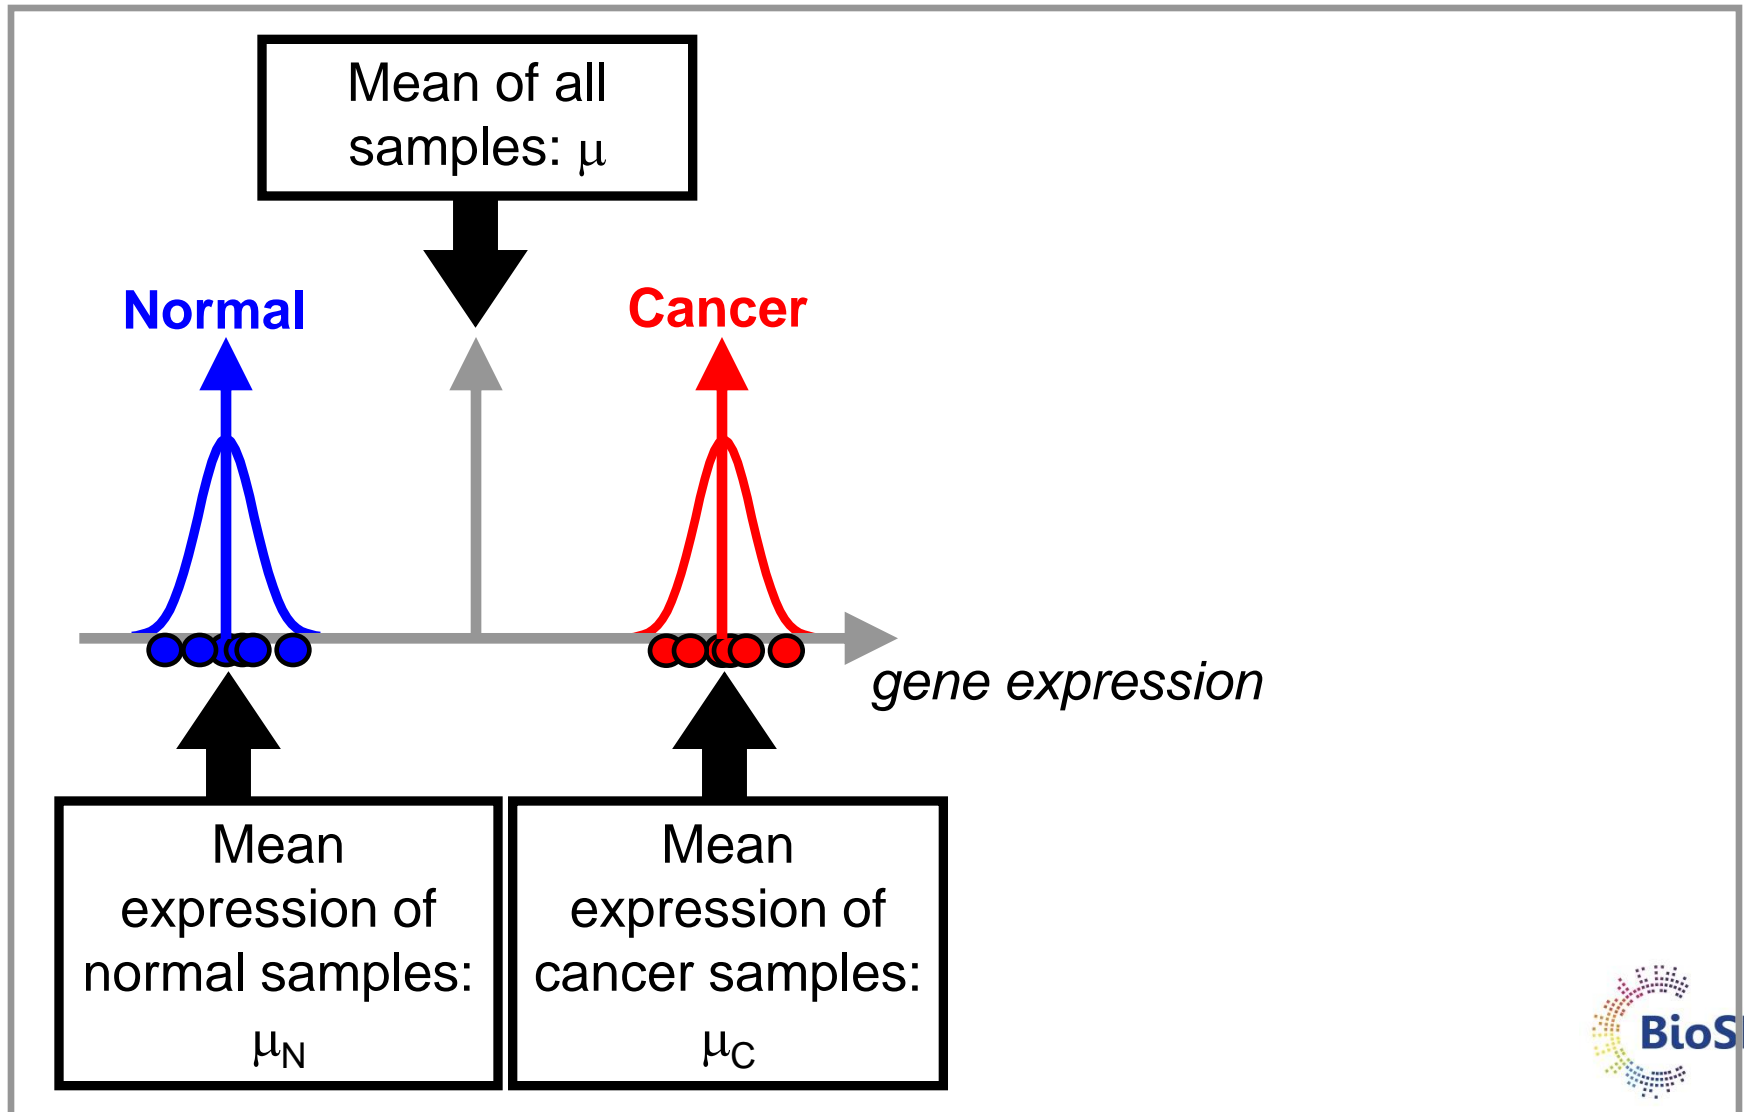 Mean of all
samples: μ
Normal
Cancer
gene expression
Mean
expression of
normal samples:
μN
Mean
expression of
cancer samples:
μC
BioS